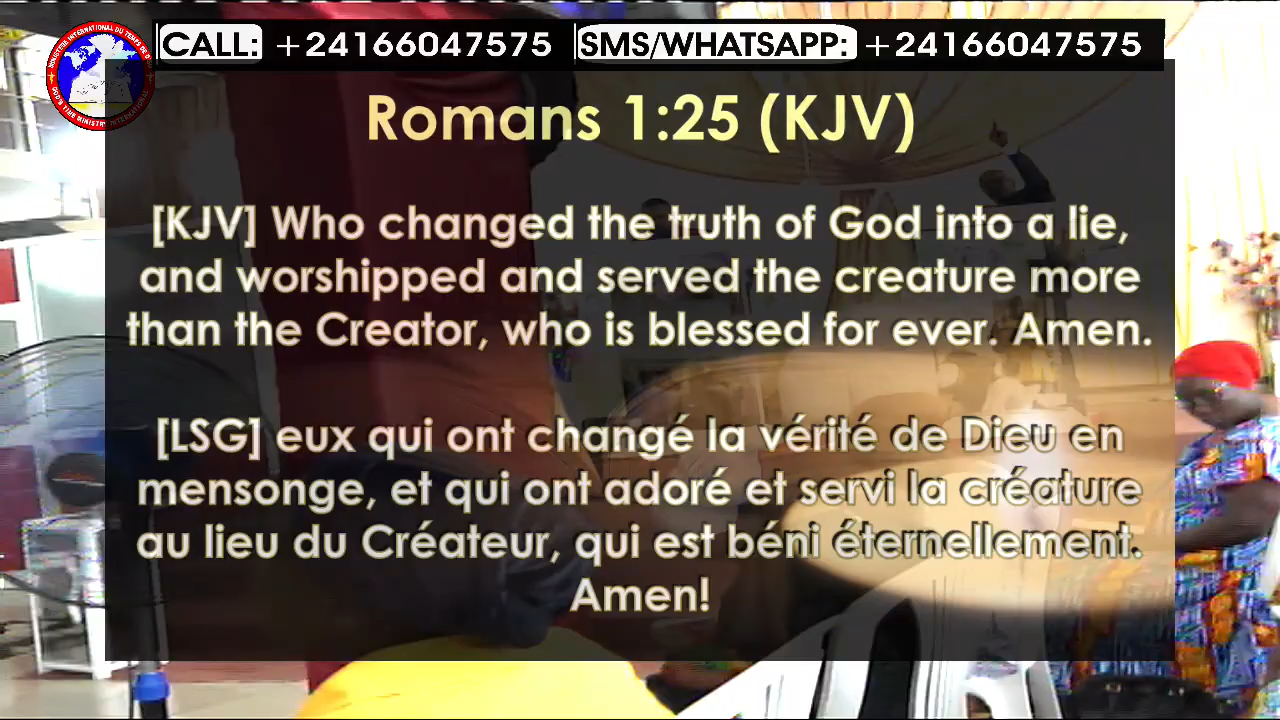 CALL: +24166047575 SMS/WHATSAPP: +24166047575
Romans 1:25 (KJV)
[KJV] Who changed the truth of God into a lie,
and worshipped and served the creature more
than the Creator, who is blessed for ever. Amen.
[LSG] eux qui ont changé la vérité de Dieu en
mensonge, et qui ont adoré et servi la créature
au lieu du Créateur, qui est béni éternellement.
Amen!